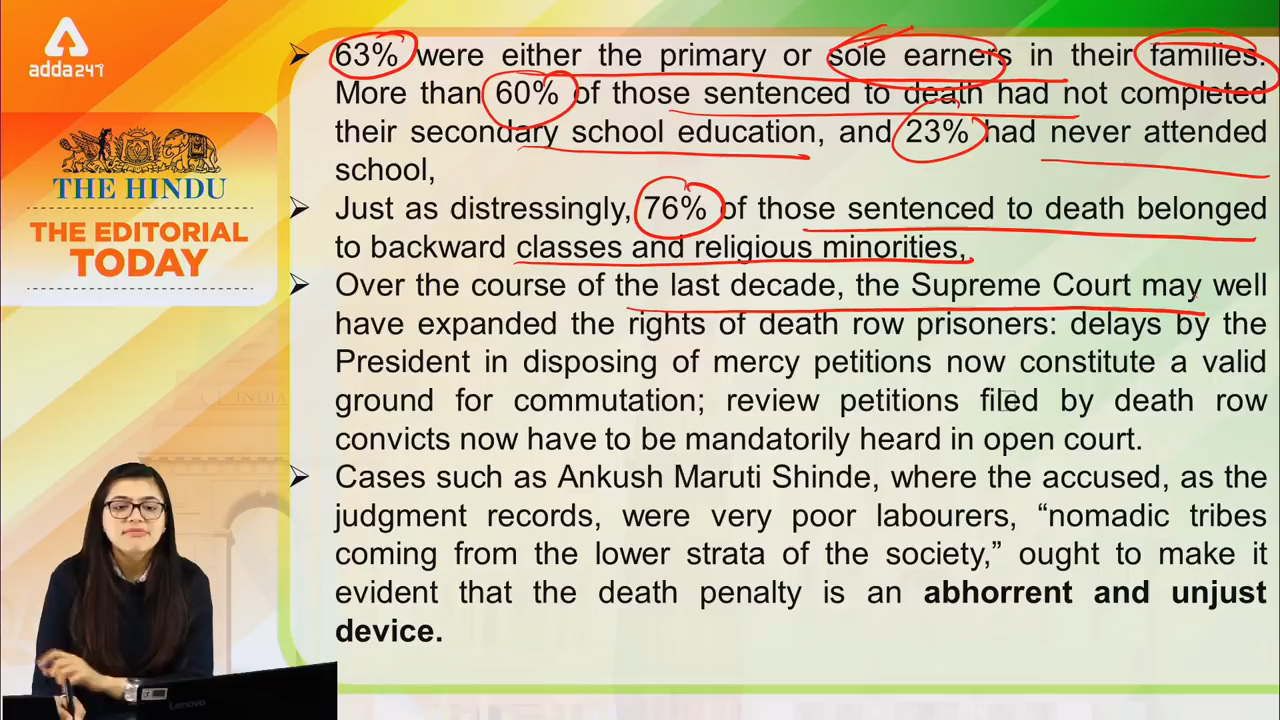 adda247
THE HINDU
THE EDITORIAL
TODAY
63% were either the primary or sole earners in their families.
More than 60% of those sentenced to death had not completed
their secondary school education, and 23% had never attended
school,
Just as distressingly, 76% of those sentenced to death belonged
to backward classes and religious minorities,
Over the course of the last decade, the Supreme Court may well
have expanded the rights of death row prisoners: delays by the
President in disposing of mercy petitions now constitute a valid
ground for commutation; review petitions filed by death row
convicts now have to be mandatorily heard in open court.
Cases such as Ankush Maruti Shinde, where the accused, as the
judgment records, were very poor labourers, “nomadic tribes
coming from the lower strata of the society,” ought to make it
evident that the death penalty is an abhorrent and unjust
device.
INDIA
Lenovo